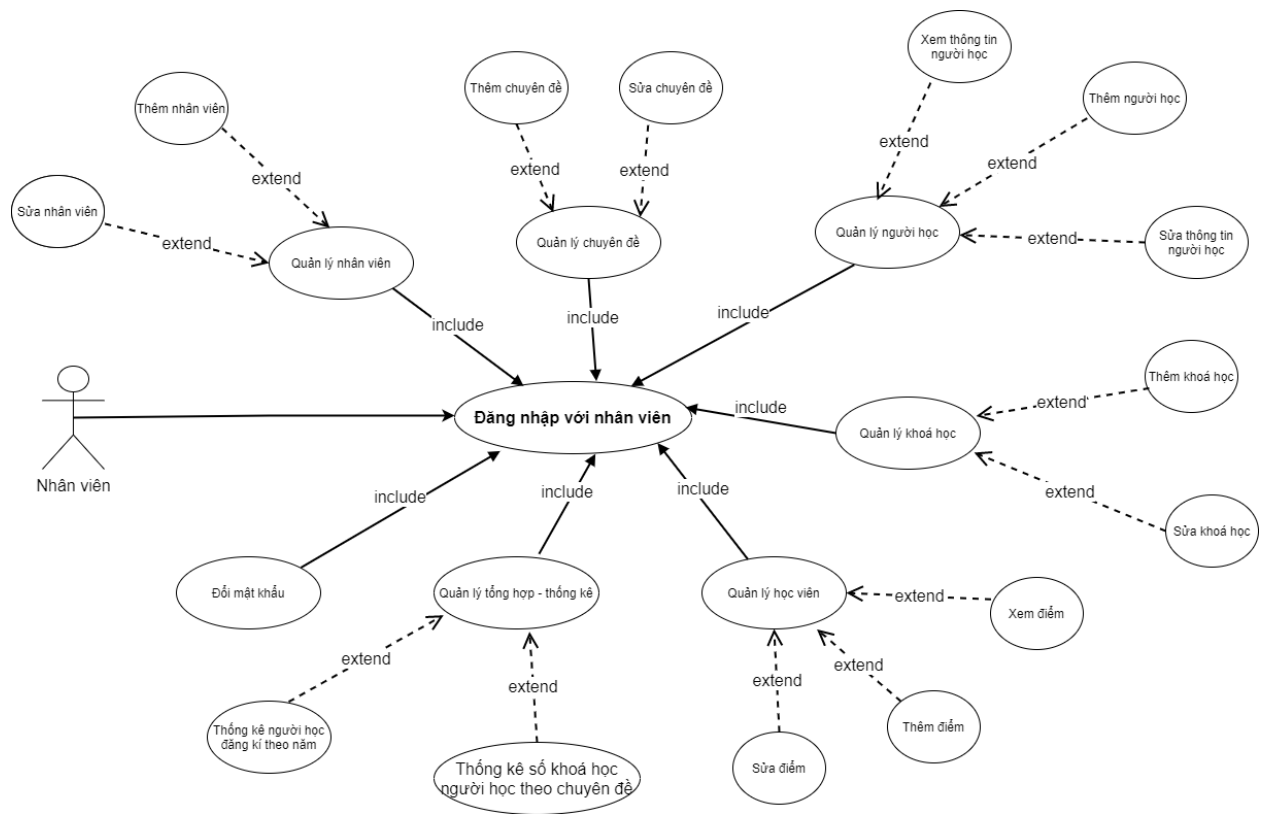 Xem thông tin
người học
Thêm nhân viên
Thêm chuyên đề
Sửa chuyên đề
Thêm người học
extend
extend
extend
extend
extend
extend
Sửa nhân viên
extend
Quản lý nhân viên
Quản lý chuyên đề
Quản lý người học
extend
Sửa thông tin
người học
include
include
include
Thêm khoá học
Đăng nhập với nhân viên
include
Quản lý khoá học
extend
Nhân viên
include
include
include
extend
Sửa khoá học
Đổi mật khẩu
Quản lý tổng hợp - thống kê
Quản lý học viên
extend
Xem điểm
extend
extend
extend
extend
Thống kê người học
đăng kí theo năm
Thêm điểm
Thống kê số khoá học
người học theo chuyên đề
Sửa điểm